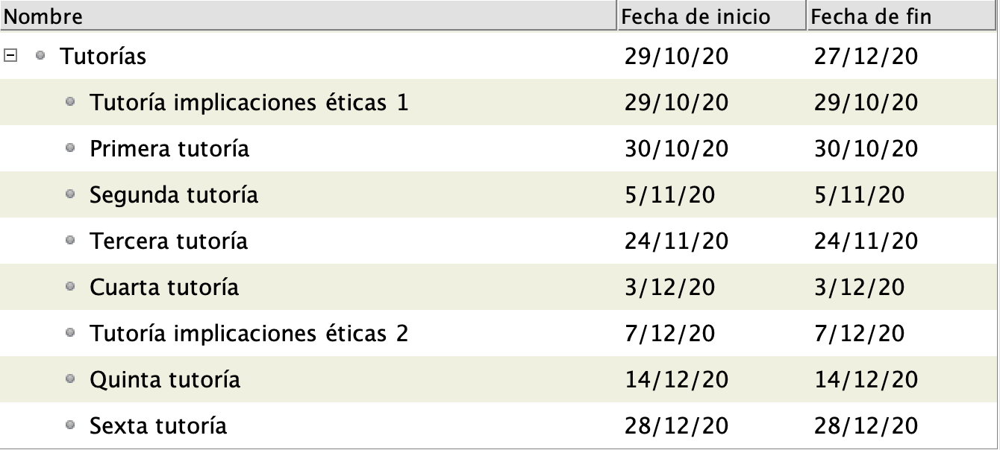 Nombre Fecha de inicio Fecha de fin
Tutorías 29/10/20 27/12/20
Tutoría implicaciones éticas 1 29/10/20 29/10/20
Primera tutoría 30/10/20 30/10/20
Segunda tutoría 5/11/20 5/11/20
Tercera tutoría 24/11/20 24/11/20
Cuarta tutoría 3/12/20 3/12/20
Tutoría implicaciones éticas 2 7/12/20 7/12/20
Quinta tutoría 14/12/20 14/12/20
Sexta tutoría 28/12/20 28/12/20